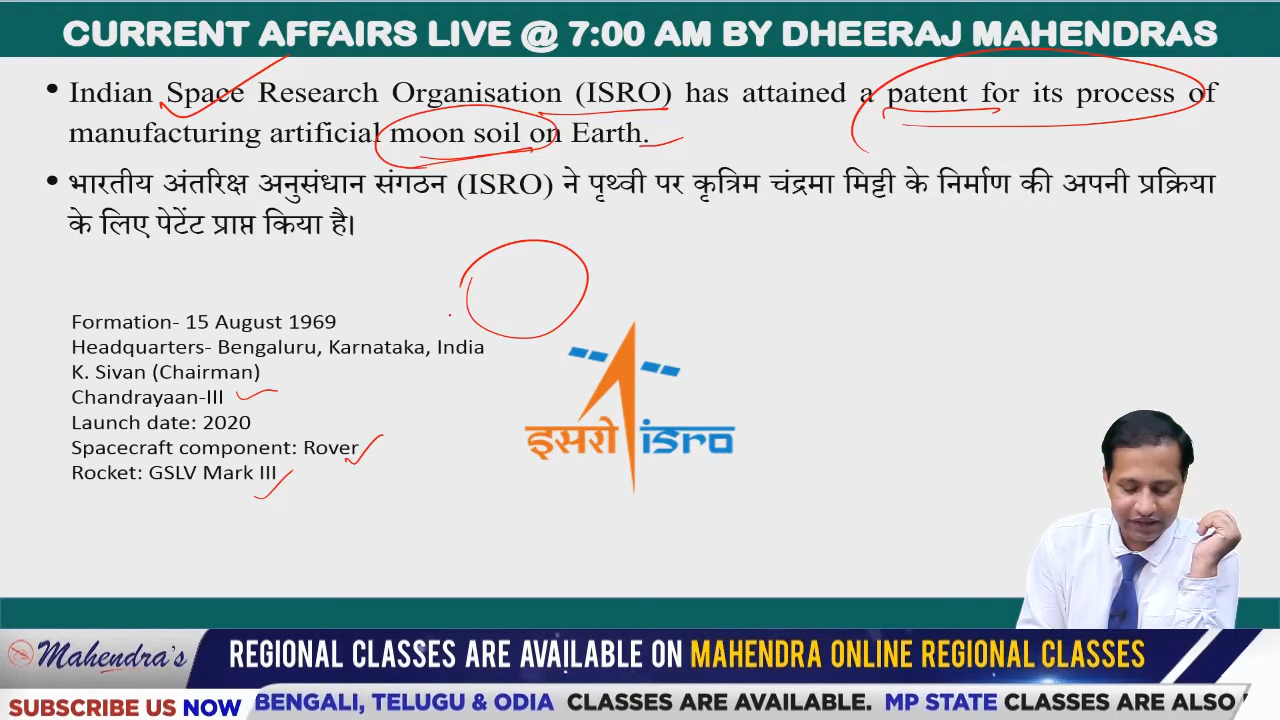 CURRENT AFFAIRS LIVE @ 7:00 AM BY DHEERAJ MAHENDRAS
• Indian Space Research Organisation (ISRO) has attained a patent for its process of
manufacturing artificial moon soil on Earth.
• भारतीय अंतरिक्ष अनुसंधान संगठन (ISRO) ने पृथ्वी पर कृत्रिम चंद्रमा मिट्टी के निर्माण की अपनी प्रक्रिया
के लिए पेटेंट प्राप्त किया है।
Formation- 15 August 1969
Headquarters- Bengaluru, Karnataka, India
K. Sivan (Chairman)
Chandrayaan-III
Launch date: 2020
Spacecraft component: Rover
Rocket: GSLV Mark III
इसरो isro
Mahendra's
REGIONAL CLASSES ARE AVAILABLE ON MAHENDRA ONLINE REGIONAL CLASSES
SUBSCRIBE US NOW
BENGALI, TELUGU & ODIA CLASSES ARE AVAILABLE. MP STATE CLASSES ARE ALSO